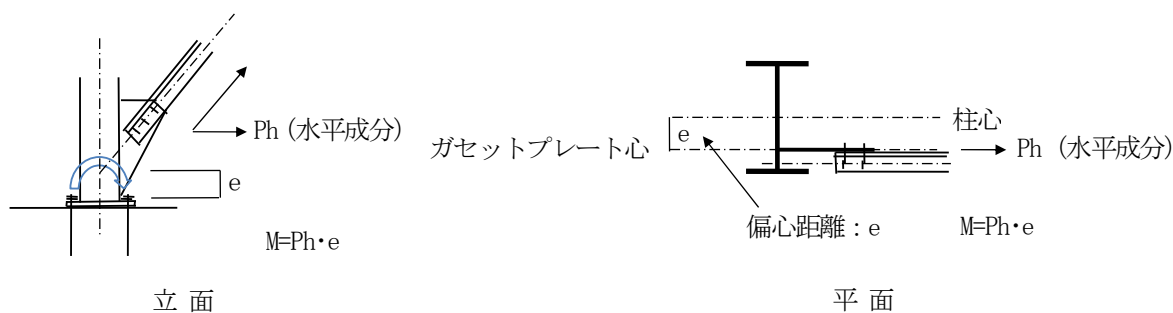 Ph (水平成分)
e
M=Ph・e
立 面
柱心
e
ガセットプレート心
Ph (水平成分)
偏心距離：e
M=Ph・e
平 面